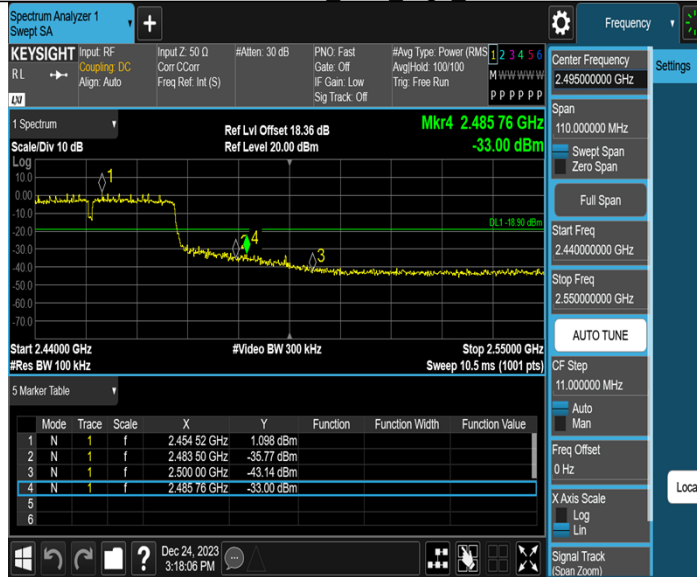 Spectrum Analyzer 1
Swept SA
Frequency
KEYSIGHT
RL
LXI
Input: RF
Coupling: DC
Align: Auto
Input Z: 50 Ω
Corr CCorr
Freq Ref: Int (S)
#Atten: 30 dB
PNO: Fast
Gate: Off
IF Gain: Low
Sig Track: Off
#Avg Type: Power (RMS
Avg|Hold: 100/100
Trig: Free Run
1 2 3 4 5 6
M W W W W W
P P P P P P
Center Frequency
2.495000000 GHz
Settings
Span
110.000000 MHz
Swept Span
Zero Span
Full Span
Start Freq
2.440000000 GHz
Stop Freq
2.550000000 GHz
AUTO TUNE
CF Step
11.000000 MHz
Auto
Man
Freq Offset
0 Hz
X Axis Scale
Log
Lin
Signal Track
(Span Zoom)
Loca
1 Spectrum
Scale/Div 10 dB
Ref Lvl Offset 18.36 dB
Ref Level 20.00 dBm
Mkr4 2.485 76 GHz
-33.00 dBm
Log
10.0
0.00
-10.0
-20.0
-30.0
-40.0
-50.0
-60.0
-70.0
1
2
4
3
DL1 -18.90 dBm
Start 2.44000 GHz
#Res BW 100 kHz
#Video BW 300 kHz
Stop 2.55000 GHz
Sweep 10.5 ms (1001 pts)
5 Marker Table
Mode Trace Scale X Y Function Function Width Function Value
1 N 1 f 2.454 52 GHz 1.098 dBm
2 N 1 f 2.483 50 GHz -35.77 dBm
3 N 1 f 2.500 00 GHz -43.14 dBm
4 N 1 f 2.485 76 GHz -33.00 dBm
5
6
Dec 24, 2023
3:18:06 PM